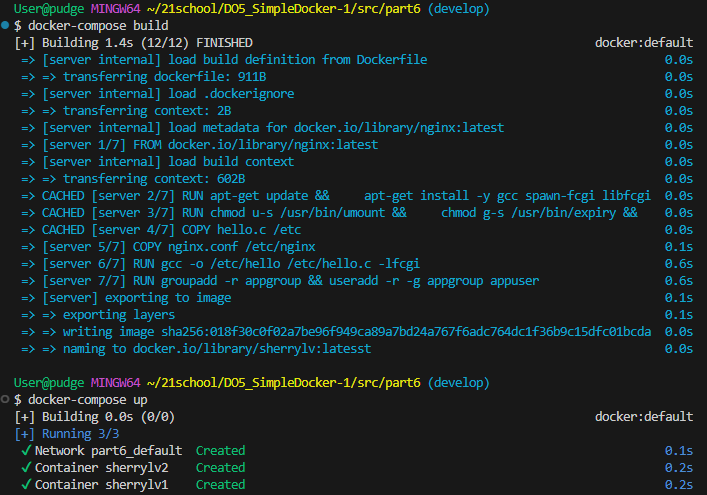 User@pudge MINGW64 ~/21school/DO5_SimpleDocker-1/src/part6 (develop)
$ docker-compose build
[+] Building 1.4s (12/12) FINISHED docker:default
=> [server internal] load build definition from Dockerfile 0.0s
=> => transferring dockerfile: 911B 0.0s
=> [server internal] load .dockerignore 0.0s
=> => transferring context: 2B 0.0s
=> [server internal] load metadata for docker.io/library/nginx:latest 0.0s
=> [server 1/7] FROM docker.io/library/nginx:latest 0.0s
=> [server internal] load build context 0.0s
=> => transferring context: 602B 0.0s
=> CACHED [server 2/7] RUN apt-get update &&     apt-get install -y gcc spawn-fcgi libfcgi 0.0s
=> CACHED [server 3/7] RUN chmod u-s /usr/bin/umount &&     chmod g-s /usr/bin/expiry && 0.0s
=> CACHED [server 4/7] COPY hello.c /etc 0.0s
=> [server 5/7] COPY nginx.conf /etc/nginx 0.1s
=> [server 6/7] RUN gcc -o /etc/hello /etc/hello.c -lfcgi 0.6s
=> [server 7/7] RUN groupadd -r appgroup && useradd -r -g appgroup appuser 0.6s
=> [server] exporting to image 0.1s
=> => exporting layers 0.1s
=> => writing image sha256:018f30c0f02a7be96f949ca89a7bd24a767f6adc764dc1f36b9c15dfc01bcda 0.0s
=> => naming to docker.io/library/sherrylv:latesst 0.0s
User@pudge MINGW64 ~/21school/DO5_SimpleDocker-1/src/part6 (develop)
$ docker-compose up
[+] Building 0.0s (0/0) docker:default
[+] Running 3/3
✓ Network part6_default Created 0.1s
✓ Container sherrylv2 Created 0.2s
✓ Container sherrylv1 Created 0.2s